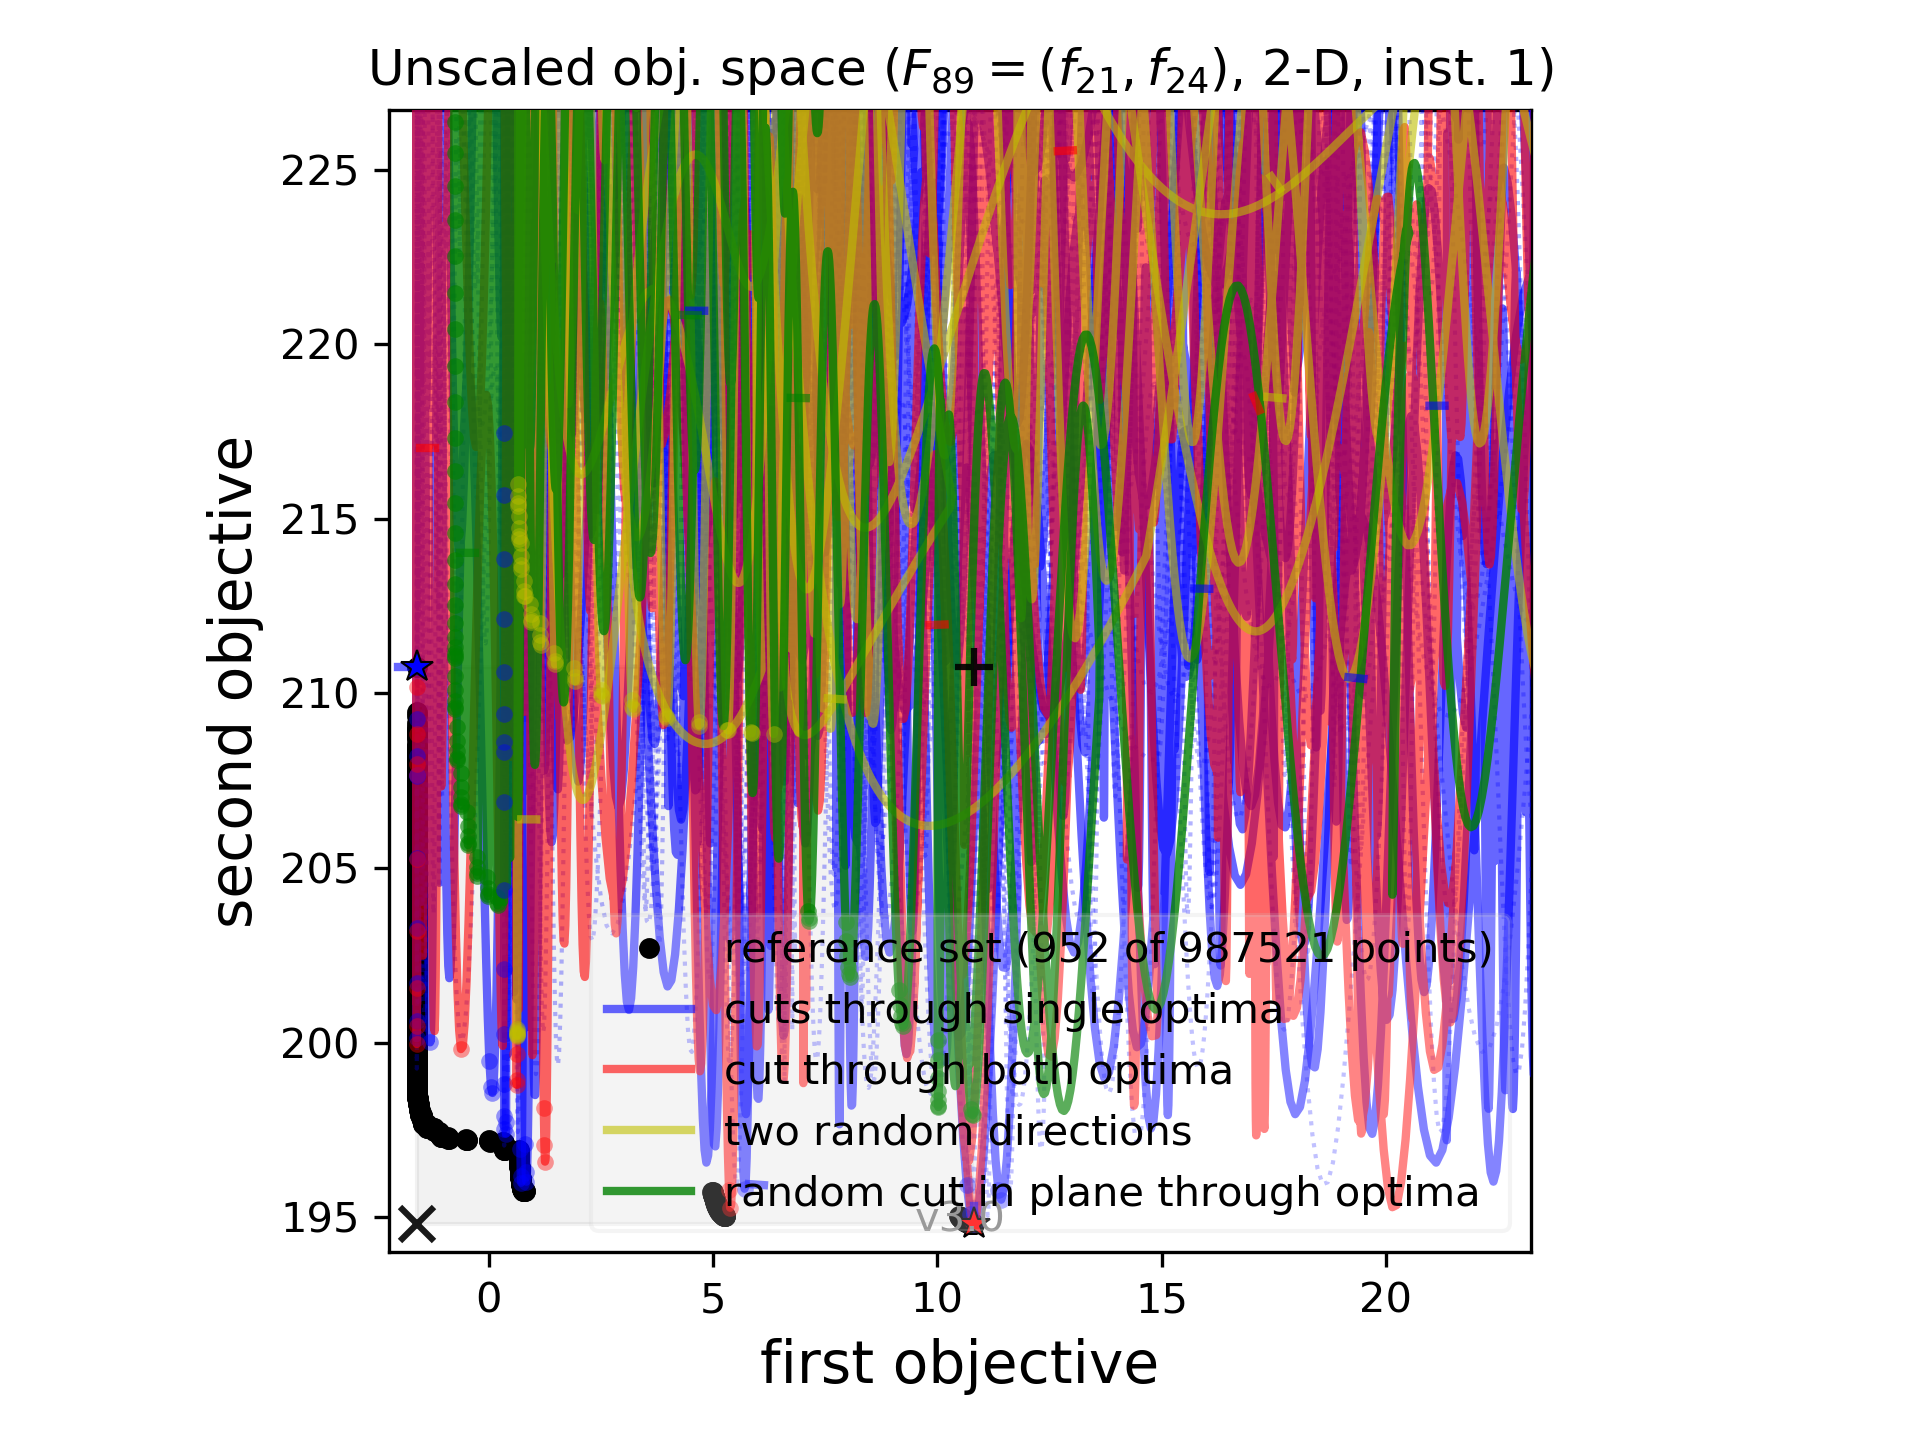 Unscaled obj. space (F89 = (f21, f24), 2-D, inst. 1)
225
220
215
210
205
200
195
second objective
reference set (952 of 987521 points)
cuts through single optima
cut through both optima
two random directions
random cut in plane through optima
0
5
10
15
20
first objective